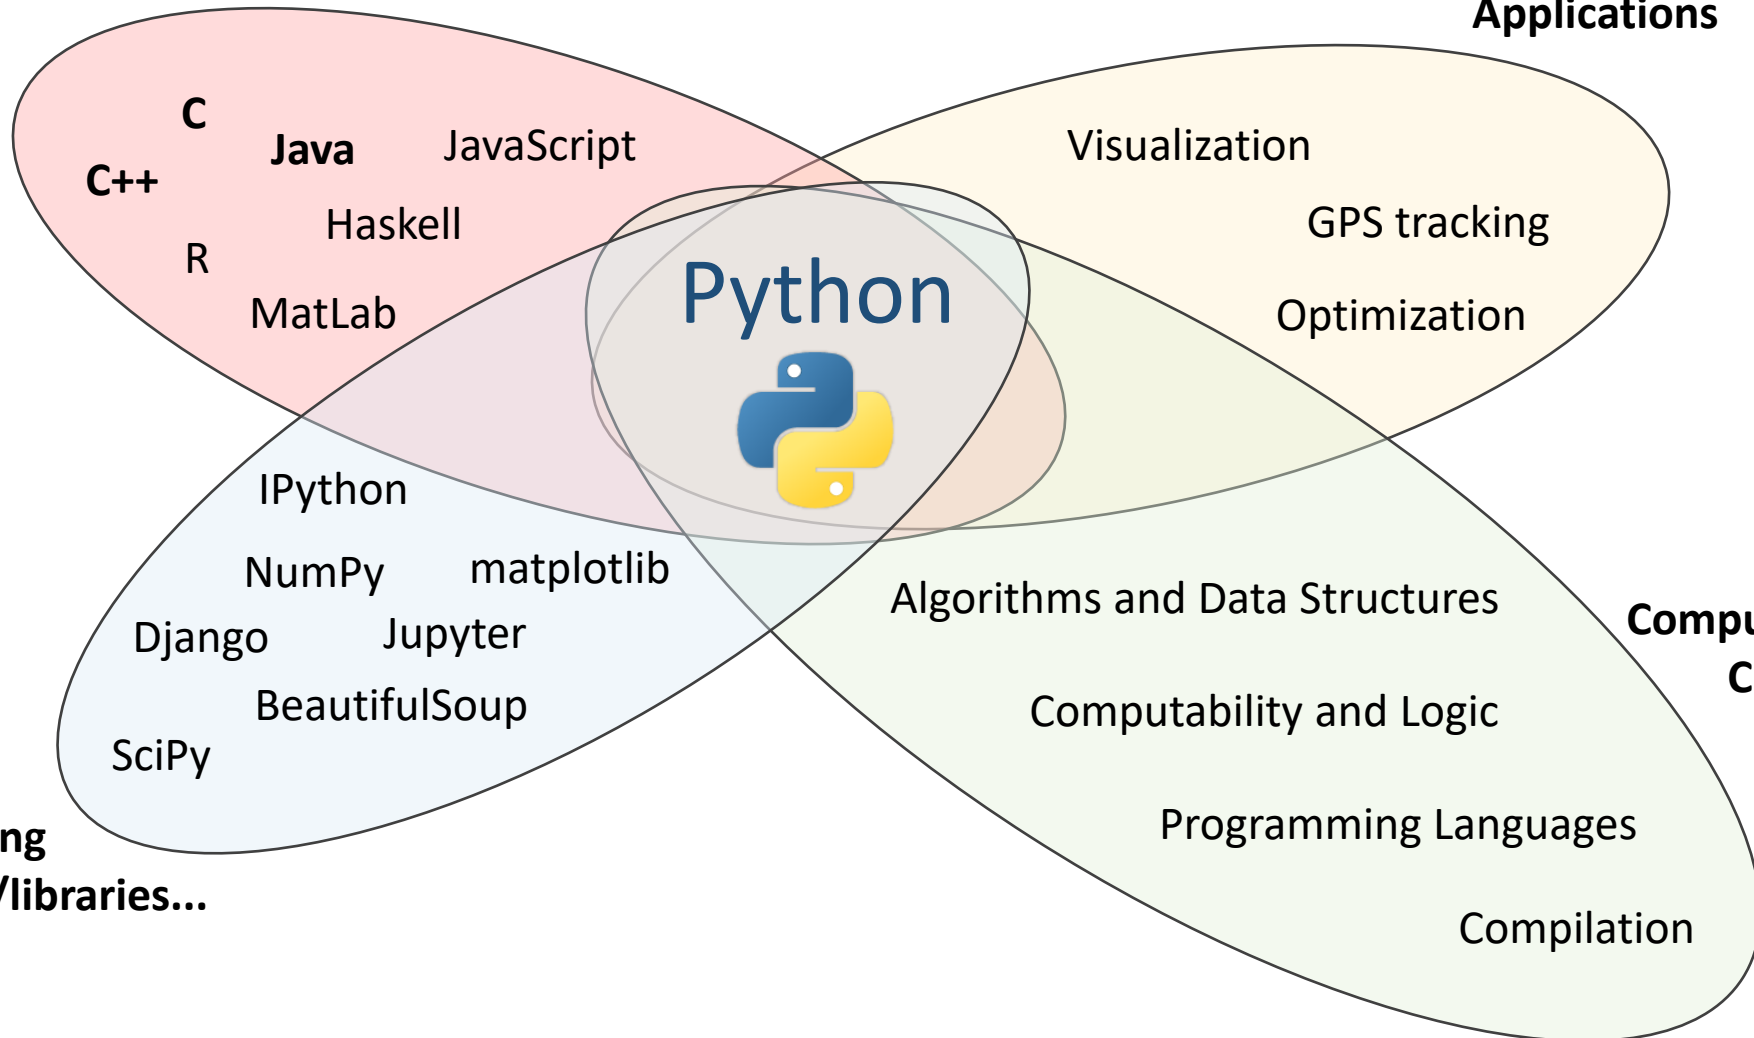 Applications
C
Java
JavaScript
C++
Haskell
R
MatLab
Visualization
GPS tracking
Optimization
Python
IPython
NumPy
matplotlib
Django
Jupyter
BeautifulSoup
SciPy
Algorithms and Data Structures
Computability and Logic
Programming Languages
Compilation
/libraries...